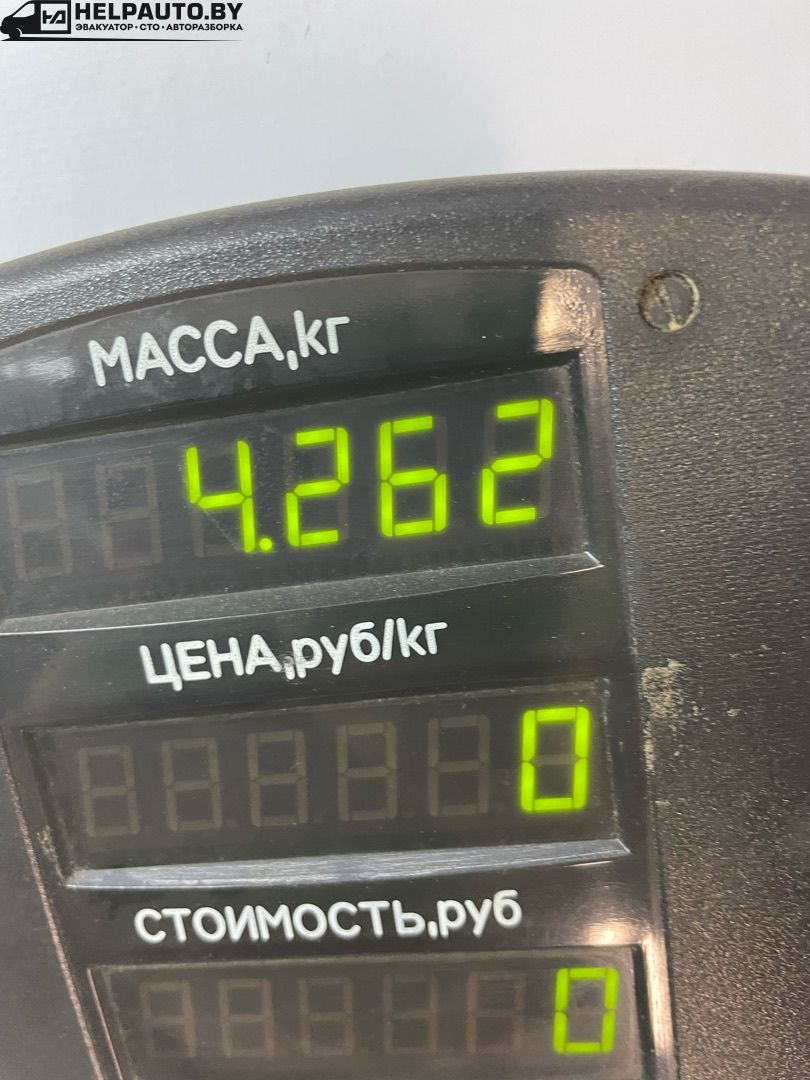 HELPAUTO.BY
ЭВАКУАТОР•СТО•АВТОРАЗБОРКА
МАССА,кг
4.262
ЦЕНА,руб/кг
0
СТОИМОСТЬ,руб
0